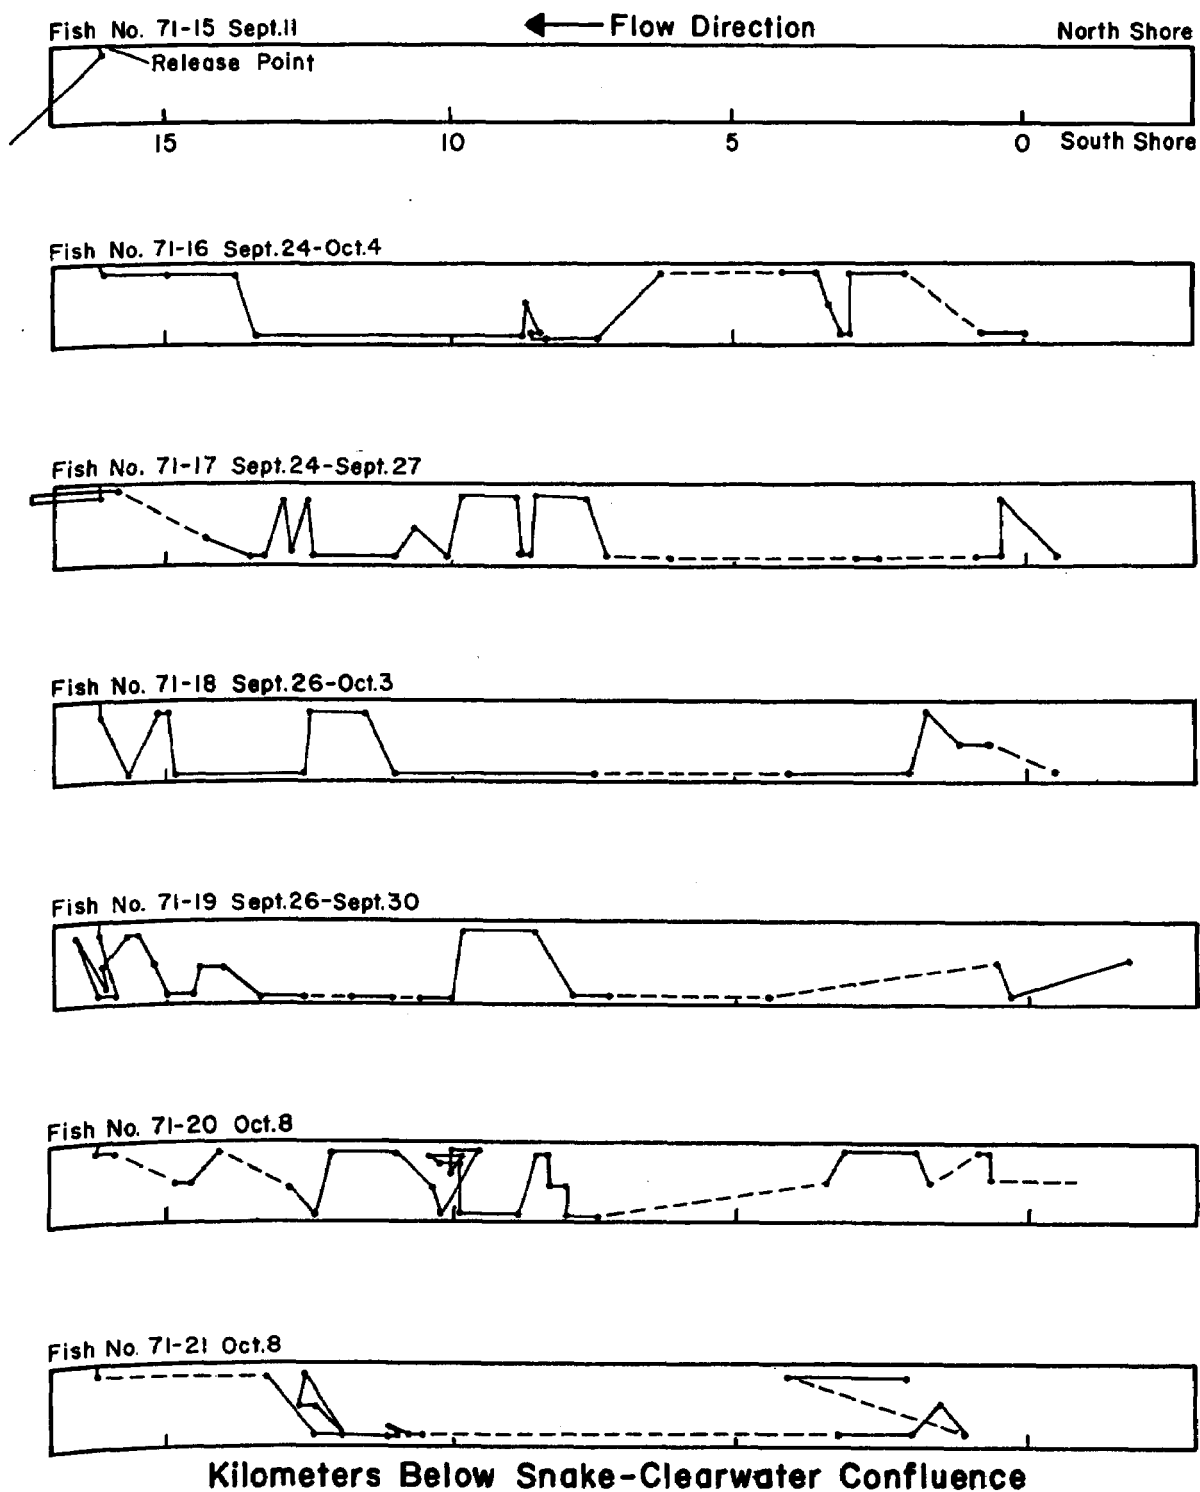 Fish No. 71-15 Sept.11
Flow Direction
North Shore
Release Point
15 10 5 0 South Shore
Fish No. 71-16 Sept.24-Oct.4
Fish No. 71-17 Sept.24-Sept.27
Fish No. 71-18 Sept.26-Oct.3
Fish No. 71-19 Sept.26-Sept.30
Fish No. 71-20 Oct.8
Fish No. 71-21 Oct.8
Kilometers Below Snake-Clearwater Confluence